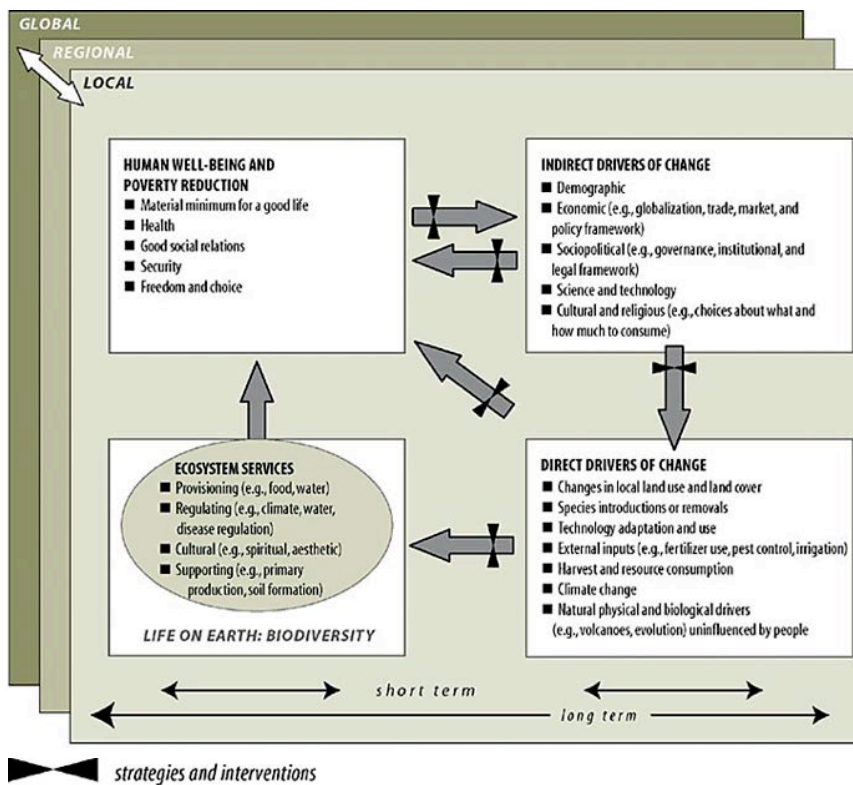 GLOBAL
REGIONAL
LOCAL
HUMAN WELL-BEING AND
POVERTY REDUCTION
■ Material minimum for a good life
■ Health
■ Good social relations
■ Security
■ Freedom and choice
INDIRECT DRIVERS OF CHANGE
■ Demographic
■ Economic (e.g., globalization, trade, market, and
policy framework)
■ Sociopolitical (e.g., governance, institutional, and
legal framework)
■ Science and technology
■ Cultural and religious (e.g., choices about what and
how much to consume)
ECOSYSTEM SERVICES
■ Provisioning (e.g., food, water)
■ Regulating (e.g., climate, water,
disease regulation)
■ Cultural (e.g., spiritual, aesthetic)
■ Supporting (e.g., primary
production, soil formation)
LIFE ON EARTH: BIODIVERSITY
DIRECT DRIVERS OF CHANGE
■ Changes in local land use and land cover
■ Species introductions or removals
■ Technology adaptation and use
■ External inputs (e.g., fertilizer use, pest control, irrigation)
■ Harvest and resource consumption
■ Climate change
■ Natural physical and biological drivers
(e.g., volcanoes, evolution) uninfluenced by people
short term
long term
strategies and interventions